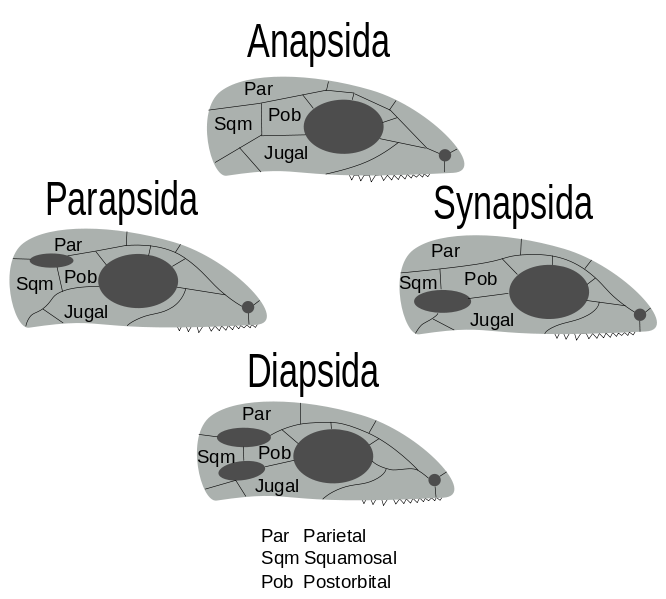 Anapsida
Par
Pob
Sqm
Jugal
Parapsida
Par
Pob
Sqm
Jugal
Synapsida
Par
Pob
Sqm
Jugal
Diapsida
Par
Pob
Sqm
Jugal
Par Parietal
Sqm Squamosal
Pob Postorbital